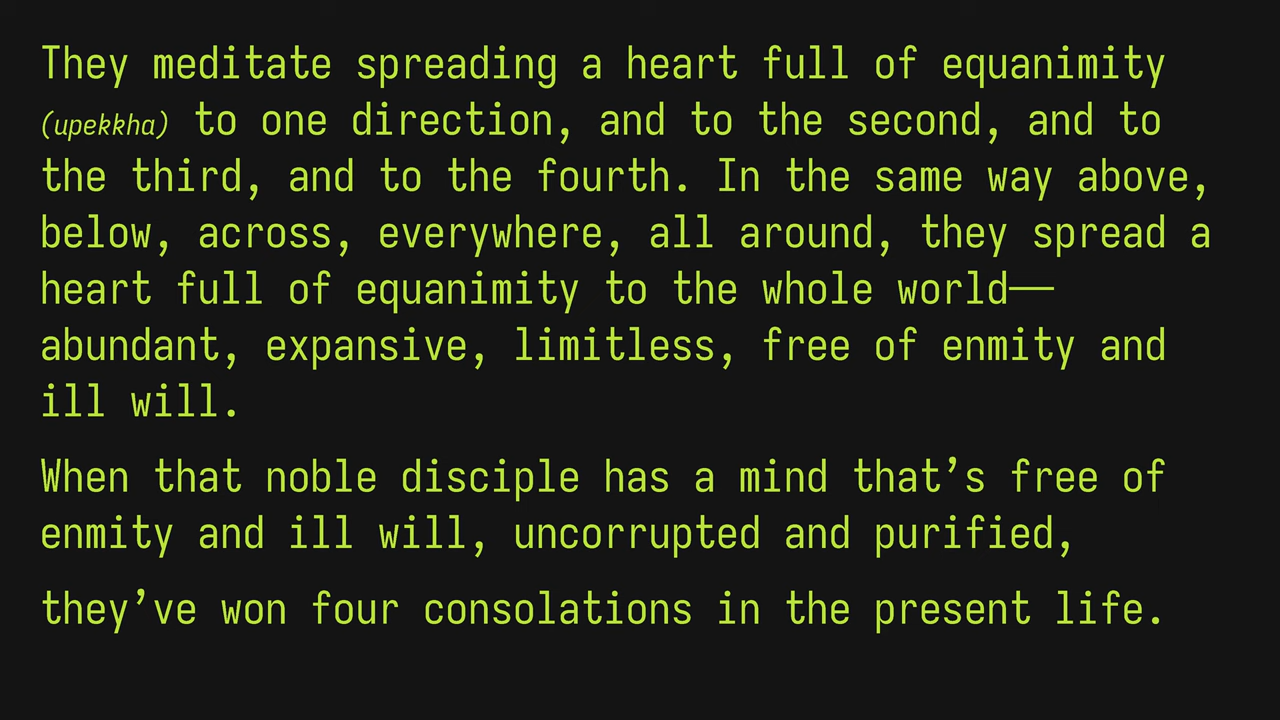 They meditate spreading a heart full of equanimity
(upekkha) to one direction, and to the second, and to
the third, and to the fourth. In the same way above,
below, across, everywhere, all around, they spread a
heart full of equanimity to the whole world—
abundant, expansive, limitless, free of enmity and
ill will.
When that noble disciple has a mind that’s free of
enmity and ill will, uncorrupted and purified,
they’ve won four consolations in the present life.